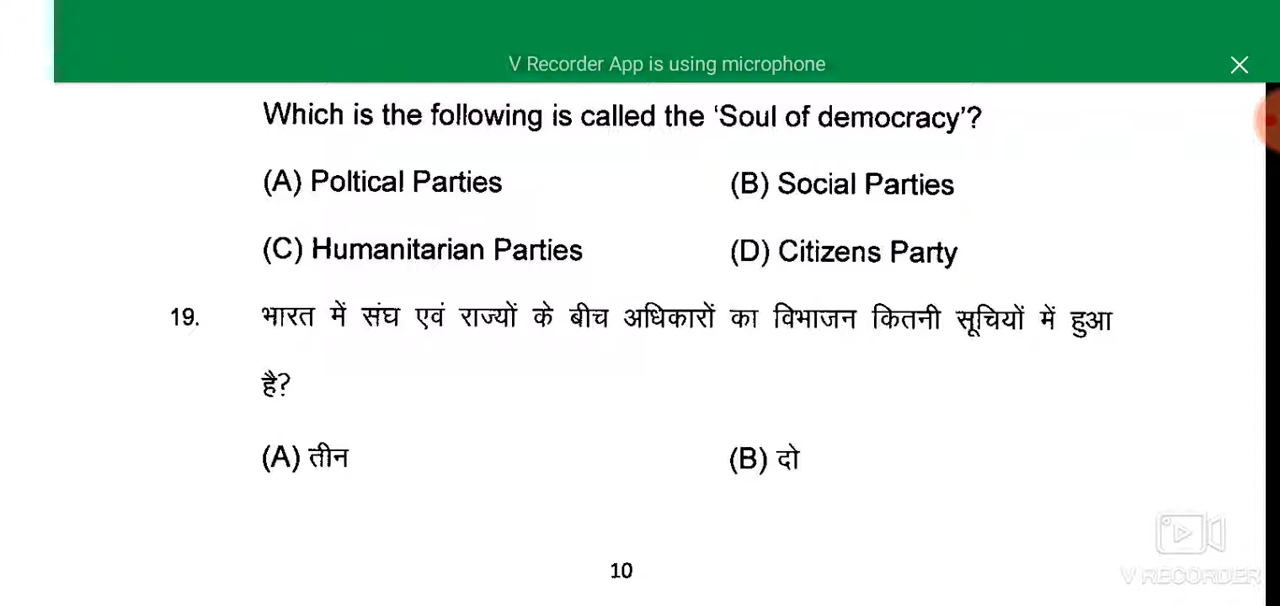 V Recorder App is using microphone
Which is the following is called the ‘Soul of democracy’?
(A) Poltical Parties (B) Social Parties
(C) Humanitarian Parties (D) Citizens Party
19. भारत में संघ एवं राज्यों के बीच अधिकारों का विभाजन कितनी सूचियों में हुआ
है?
(A) तीन (B) दो
10
V RECORDER